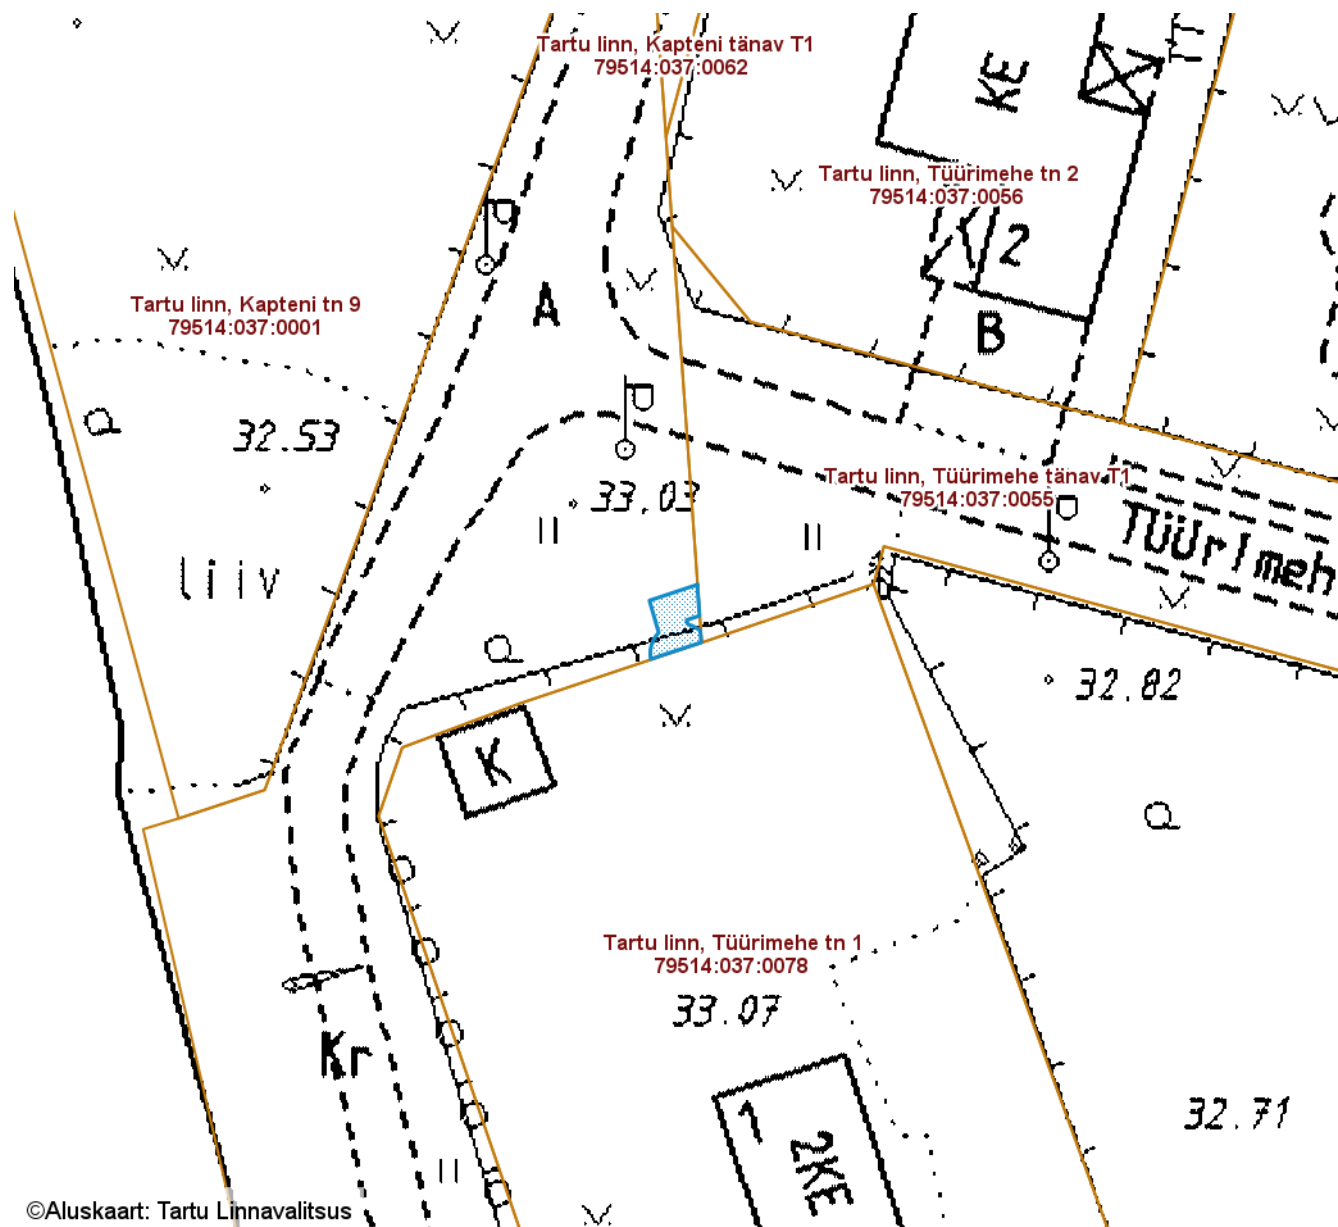 Tartu linn, Kapteni tänav T1
79514:037:0062
KE
TT
Tartu linn, Tüürimehe tn 2
79514:037:0056
2
Tartu linn, Kapteni tn 9
79514:037:0001
A
B
32.53
33.03
Tartu linn, Tüürimehe tänav T1
79514:037:0055
liiv
32.82
K
Tartu linn, Tüürimehe tn 1
79514:037:0078
33.07
Kr
1
2KE
32.71
©Aluskaart: Tartu Linnavalitsus